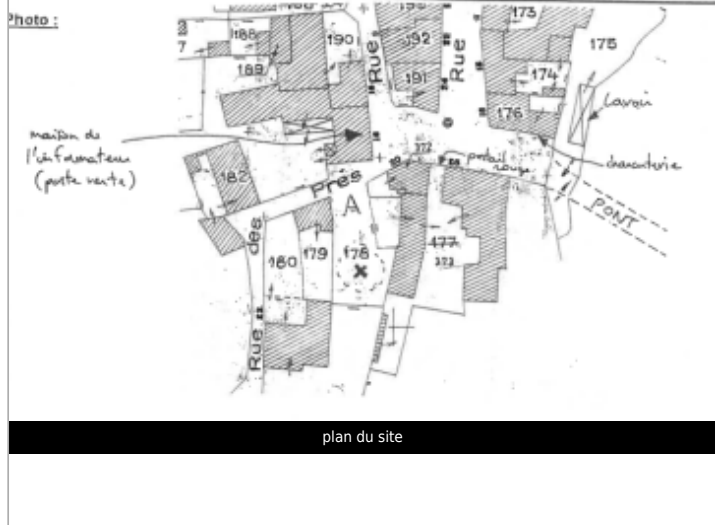 Photo :
173
188
190
192
175
189
191
174
176
Lavoir
maison de
l'informateur
(porte verte)
372
portail
rouge
charcuterie
182
Rue
Rue
Rue des Prés
A
PONT
180
179
178
177
373
plan du site